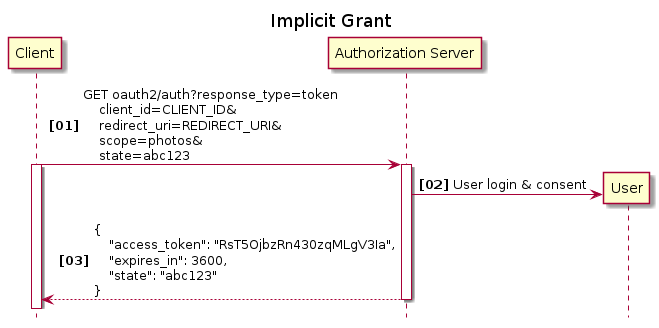 Implicit Grant
Client
Authorization Server
GET oauth2/auth?response_type=token
client_id=CLIENT_ID&
[01] redirect_uri=REDIRECT_URI&
scope=photos&
state=abc123
[02] User login & consent
User
{
"access_token": "RsT5OjbzRn430zqMLgV3Ia",
[03] "expires_in": 3600,
"state": "abc123"
}